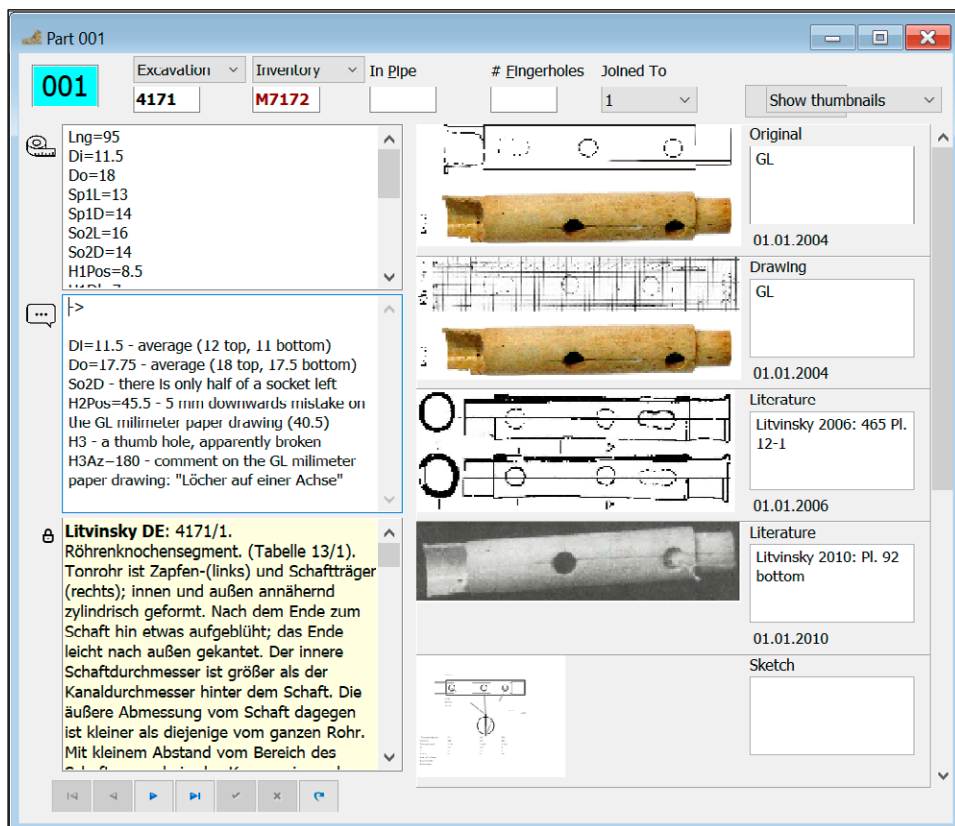 Part 001
001
Excavation
Inventory
In Pipe
# Fingerholes
Joined To
4171
M7172
1
Show thumbnails
Lng=95
Di=11.5
Do=18
Sp1L=13
Sp1D=14
So2L=16
So2D=14
H1Pos=8.5
|->
DI=11.5 - average (12 top, 11 bottom)
Do=17.75 - average (18 top, 17.5 bottom)
So2D - there is only half of a socket left
H2Pos=45.5 - 5 mm downwards mistake on
the GL milimeter paper drawing (40.5)
H3 - a thumb hole, apparently broken
H3Az−180 - comment on the GL milimeter
paper drawing: "Löcher auf einer Achse"
Litvinsky DE: 4171/1.
Röhrenknochensegment. (Tabelle 13/1).
Tonrohr ist Zapfen-(links) und Schaftträger
(rechts); innen und außen annähernd
zylindrisch geformt. Nach dem Ende zum
Schaft hin etwas aufgeblüht; das Ende
leicht nach außen gekantet. Der innere
Schaftdurchmesser ist größer als der
Kanaldurchmesser hinter dem Schaft. Die
äußere Abmessung vom Schaft dagegen
ist kleiner als diejenige vom ganzen Rohr.
Mit kleinem Abstand vom Bereich des
Original
GL
01.01.2004
Drawing
GL
01.01.2004
Literature
Litvinsky 2006: 465 Pl.
12-1
01.01.2006
Literature
Litvinsky 2010: Pl. 92
bottom
01.01.2010
Sketch